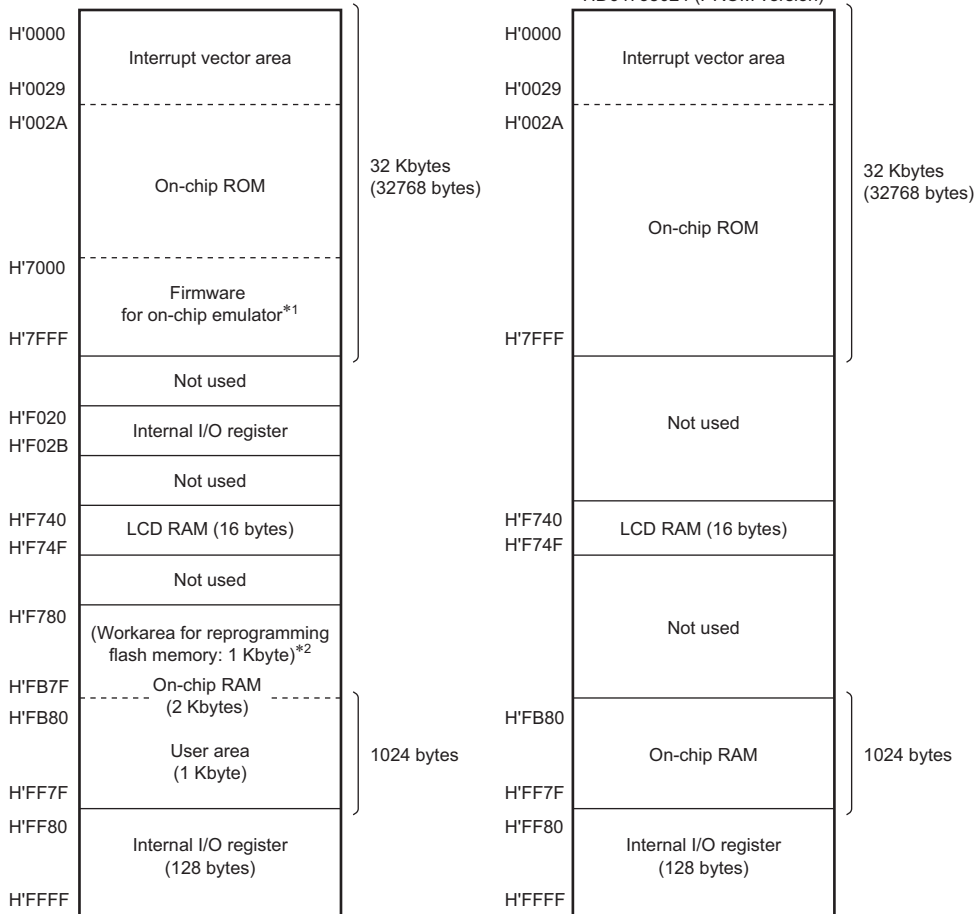 H'0000
Interrupt vector area
H'0029
H'002A
On-chip ROM
32 Kbytes
(32768 bytes)
H'7000
Firmware
for on-chip emulator*1
H'7FFF
Not used
H'F020
Internal I/O register
H'F02B
Not used
H'F740
LCD RAM (16 bytes)
H'F74F
Not used
H'F780
(Workarea for reprogramming
flash memory: 1 Kbyte)*2
H'FB7F
On-chip RAM
(2 Kbytes)
H'FB80
User area
(1 Kbyte)
1024 bytes
H'FF7F
H'FF80
Internal I/O register
(128 bytes)
H'FFFF
H'0000
Interrupt vector area
H'0029
H'002A
32 Kbytes
(32768 bytes)
On-chip ROM
H'7FFF
Not used
H'F740
LCD RAM (16 bytes)
H'F74F
Not used
H'FB80
On-chip RAM
1024 bytes
H'FF7F
H'FF80
Internal I/O register
(128 bytes)
H'FFFF